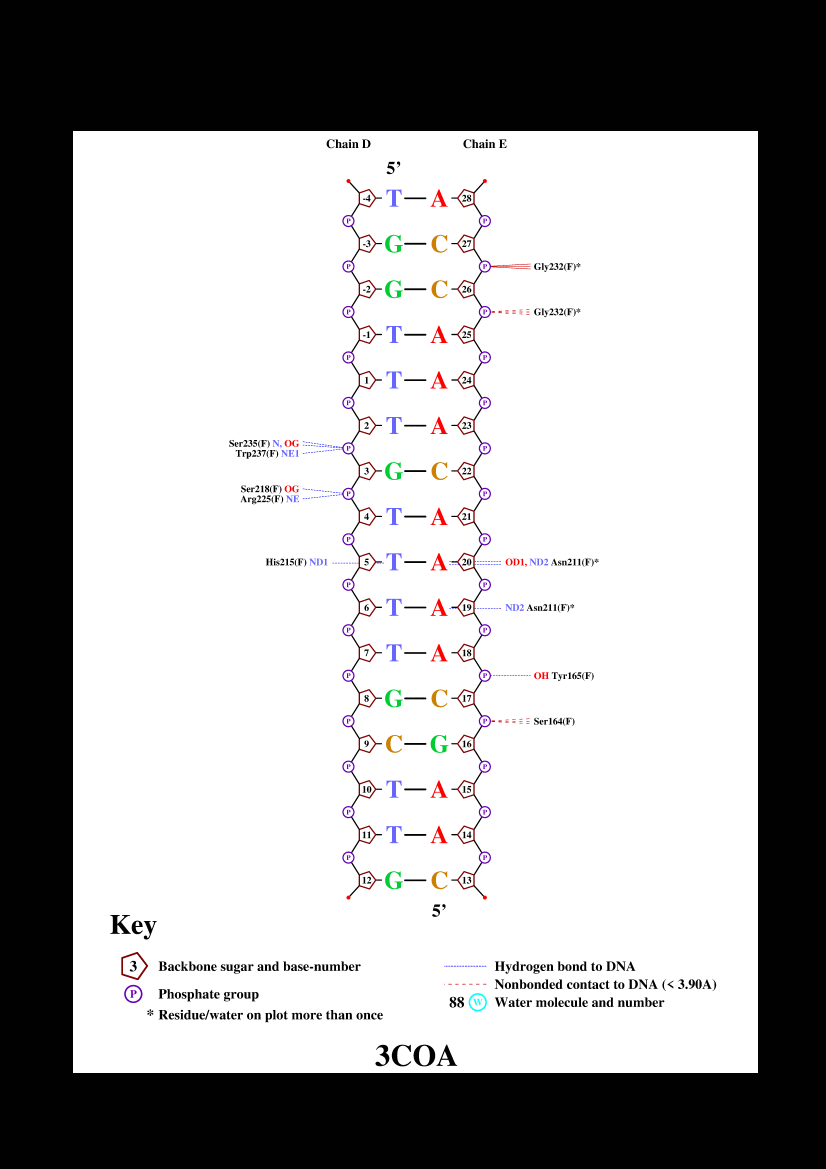 Chain D Chain E
5’
-4 T A 28
P P
-3 G C 27
P P Gly232(F)*
-2 G C 26
P P Gly232(F)*
-1 T A 25
P P
1 T A 24
P P
2 T A 23
Ser235(F) N, OG P P
Trp237(F) NE1
3 G C 22
Ser218(F) OG P P
Arg225(F) NE
4 T A 21
P P
His215(F) ND1 5 T A 20 OD1, ND2 Asn211(F)*
P P
6 T A 19 ND2 Asn211(F)*
P P
7 T A 18
P P OH Tyr165(F)
8 G C 17
P P Ser164(F)
9 C G 16
P P
10 T A 15
P P
11 T A 14
P P
12 G C 13
5’
Key
3 Backbone sugar and base-number
P Phosphate group
* Residue/water on plot more than once
Hydrogen bond to DNA
Nonbonded contact to DNA (< 3.90A)
88 W Water molecule and number
3COA